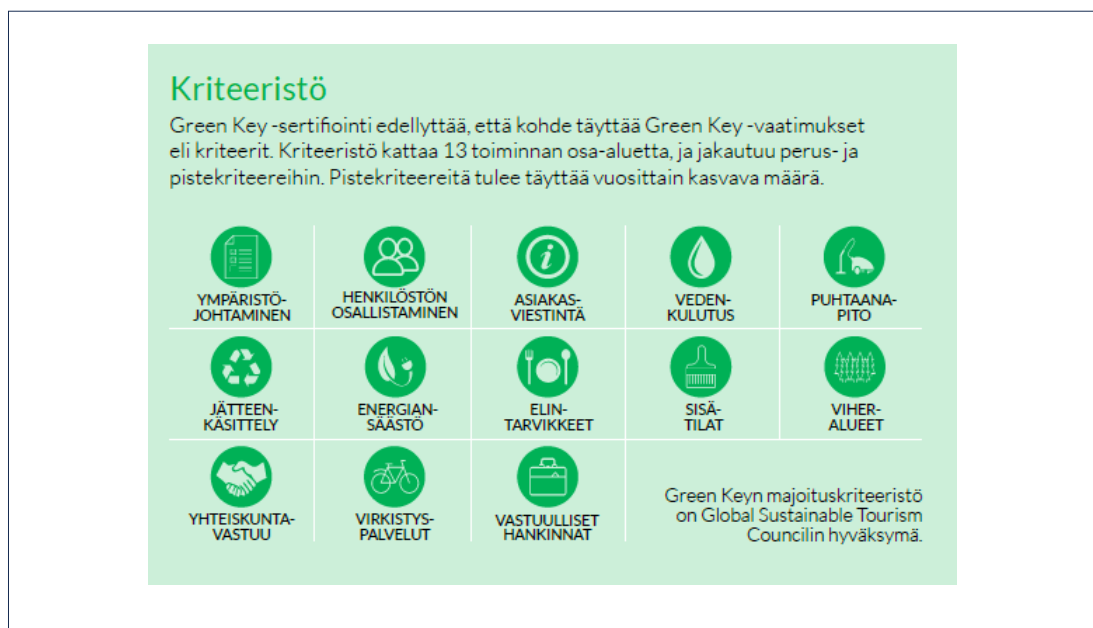 Kriteeristö
Green Key -sertifiointi edellyttää, että kohde täyttää Green Key -vaatimukset
eli kriteerit. Kriteeristö kattaa 13 toiminnan osa-aluetta, ja jakautuu perus- ja
pistekriteereihin. Pistekriteereitä tulee täyttää vuosittain kasvava määrä.
YMPÄRISTÖ-
JOHTAMINEN
HENKILÖSTÖN
OSALLISTAMINEN
ASIAKAS-
VIESTINTÄ
VEDEN-
KULUTUS
PUHTAANA-
PITO
JÄTTEEN-
KÄSITTELY
ENERGIAN-
SÄÄSTÖ
ELIN-
TARVIKKEET
SISÄ-
TILAT
VIHER-
ALUEET
YHTEISKUNTA-
VASTUU
VIRKISTYS-
PALVELUT
VASTUULLISET
HANKINNAT
Green Keyn majoituskriteeristö
on Global Sustainable Tourism
Councilin hyväksymä.